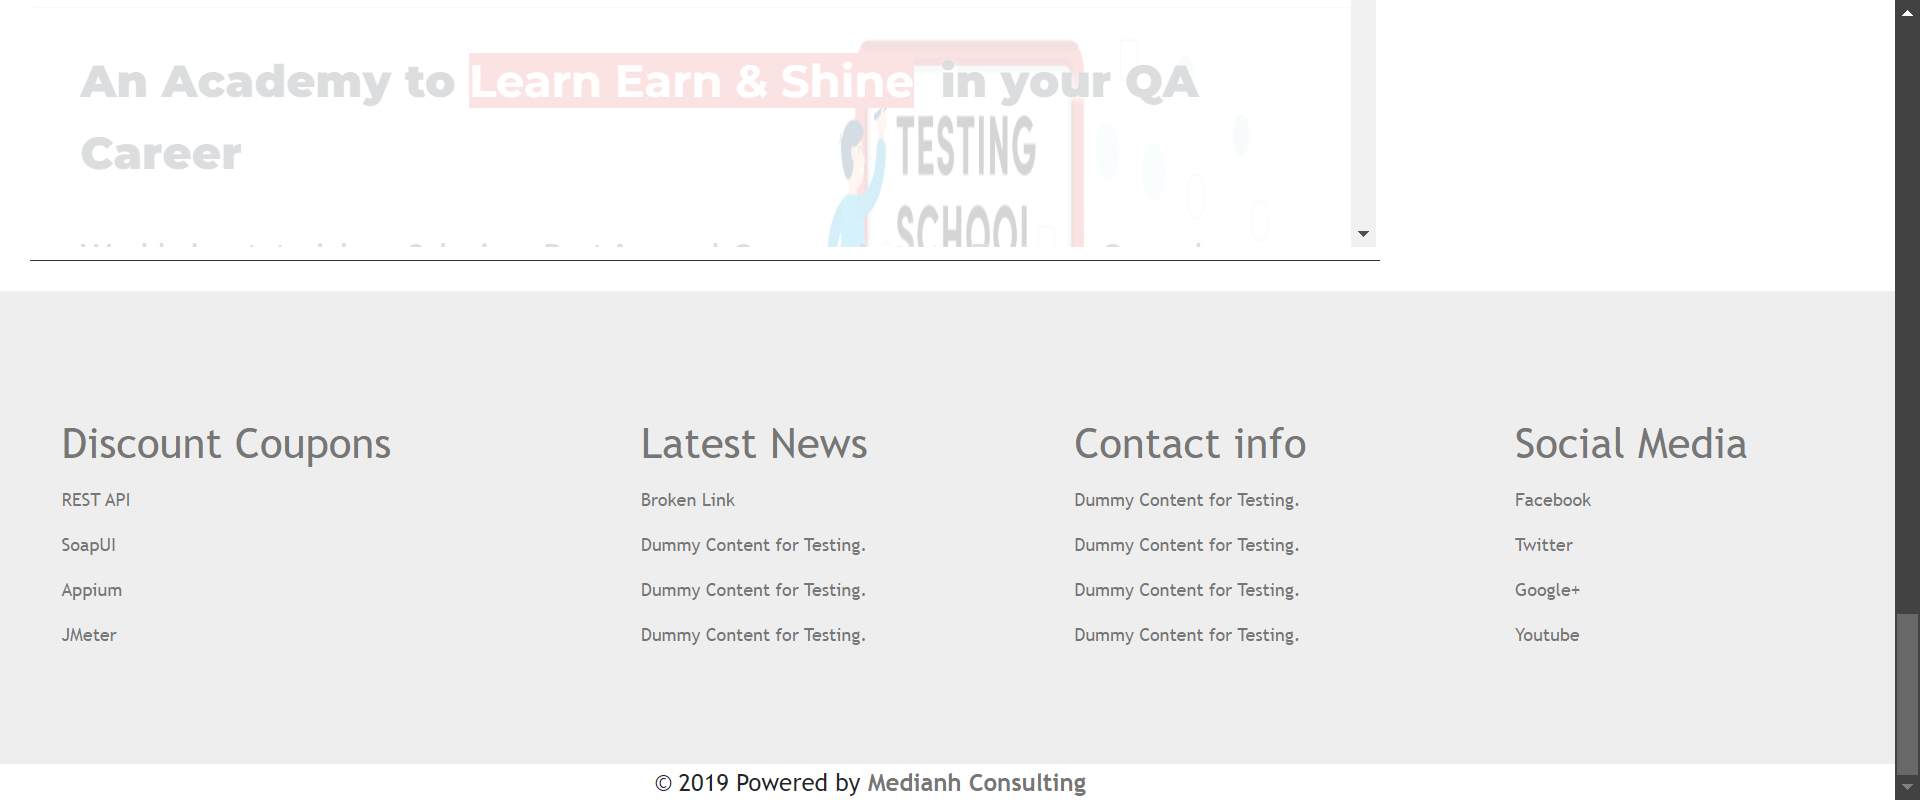 An Academy to Learn Earn & Shine in your QA
Career
TESTING
SCHOOL
Discount Coupons
REST API
SoapUI
Appium
JMeter
Latest News
Broken Link
Dummy Content for Testing.
Dummy Content for Testing.
Dummy Content for Testing.
Contact info
Dummy Content for Testing.
Dummy Content for Testing.
Dummy Content for Testing.
Dummy Content for Testing.
Social Media
Facebook
Twitter
Google+
Youtube
© 2019 Powered by Medianh Consulting